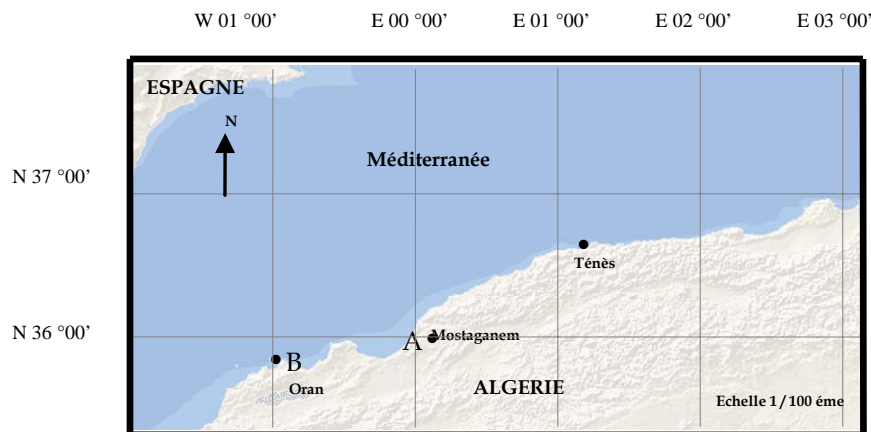 W 01 °00’ E 00 °00’ E 01 °00’ E 02 °00’ E 03 °00’
ESPAGNE
N
Méditerranée
N 37 °00’
Ténès
N 36 °00’
A Mostaganem
B
Oran
ALGERIE
Echelle 1 / 100 éme